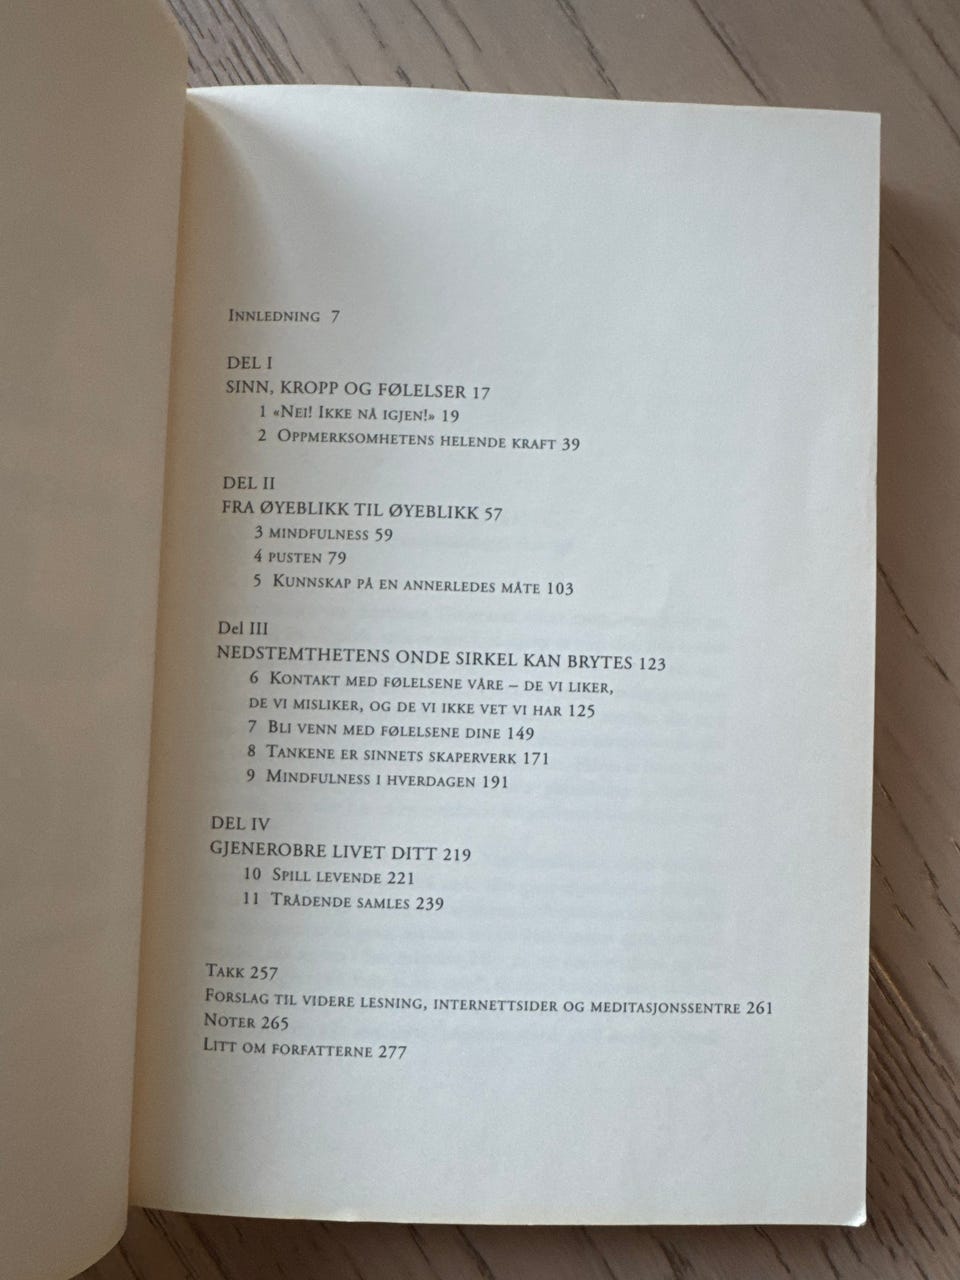 Innledning 7
DEL I
SINN, KROPP OG FØLELSER 17
1 «Nei! Ikke nå igjen!» 19
2 Oppmerksomhetens helende kraft 39
DEL II
FRA ØYEBLIKK TIL ØYEBLIKK 57
3 mindfulness 59
4 pusten 79
5 Kunnskap på en annerledes måte 103
Del III
NEDSTEMTHETENS ONDE SIRKEL KAN BRYTES 123
6 Kontakt med følelsene våre – de vi liker,
de vi misliker, og de vi ikke vet vi har 125
7 Bli venn med følelsene dine 149
8 Tankene er sinnets skaperverk 171
9 Mindfulness i hverdagen 191
DEL IV
GJENEROBRE LIVET DITT 219
10 Spill levende 221
11 Trådende samles 239
Takk 257
Forslag til videre lesning, internettsider og meditasjonssentre 261
Noter 265
Litt om forfatterne 277